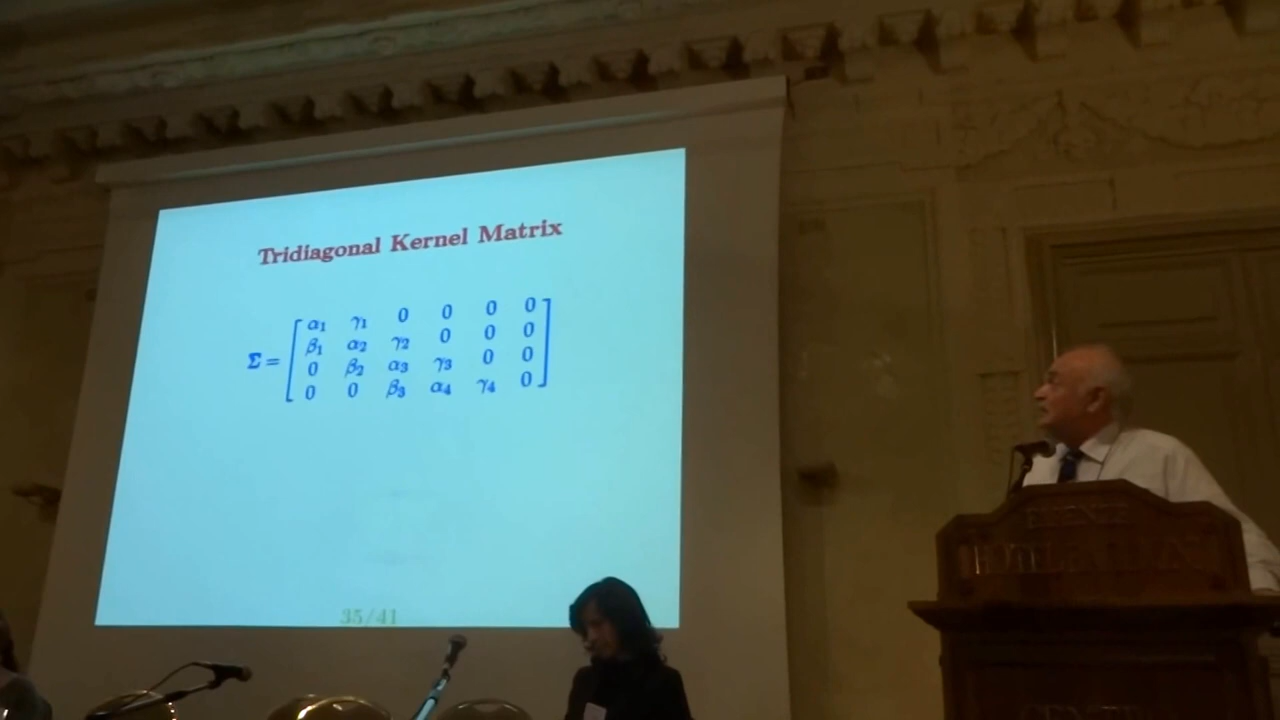 Tridiagonal Kernel Matrix
α₁ γ₁ 0 0 0 0
β₁ α₂ γ₂ 0 0 0
Σ =
0 β₂ α₃ γ₃ 0 0
0 0 β₃ α₄ γ₄ 0
35/41